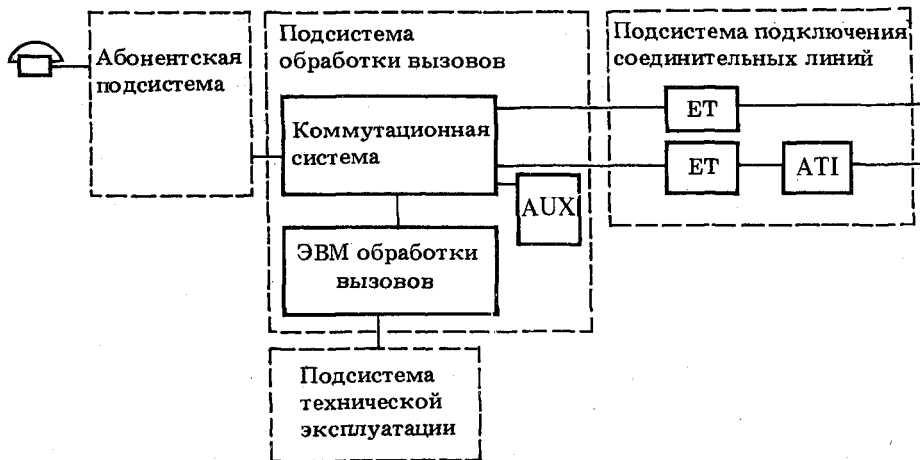 Абонентская
подсистема
Подсистема
обработки вызовов
Коммутационная
система
AUX
ЭВМ обработки
вызовов
Подсистема подключения
соединительных линий
ET
ET
ATI
Подсистема
технической
эксплуатации